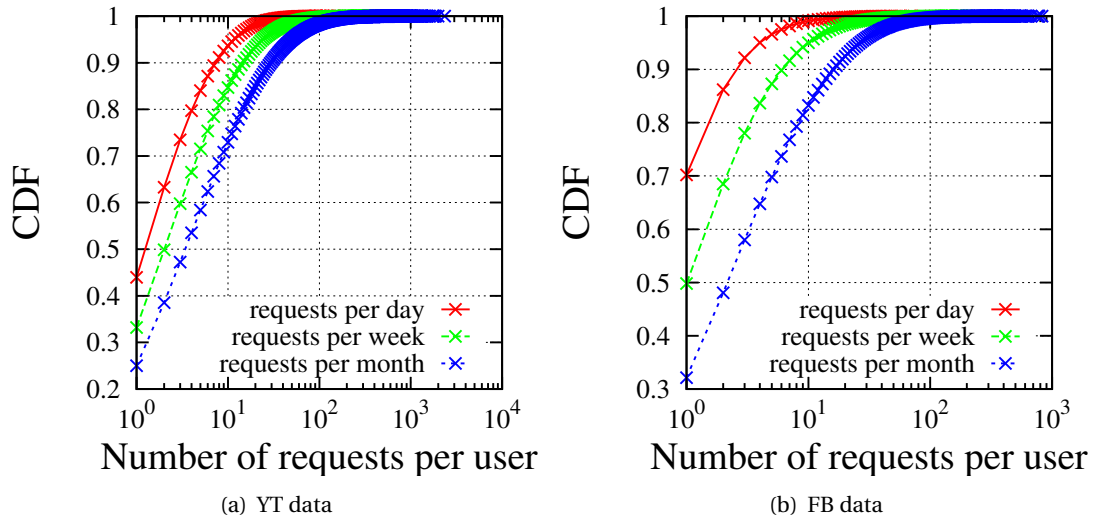 1
0.9
0.8
0.7
0.6
0.5
0.4
0.3
0.2
CDF
requests per day
requests per week
requests per month
10^0 10^1 10^2 10^3 10^4
Number of requests per user
(a) YT data
1
0.9
0.8
0.7
0.6
0.5
0.4
0.3
CDF
requests per day
requests per week
requests per month
10^0 10^1 10^2 10^3
Number of requests per user
(b) FB data